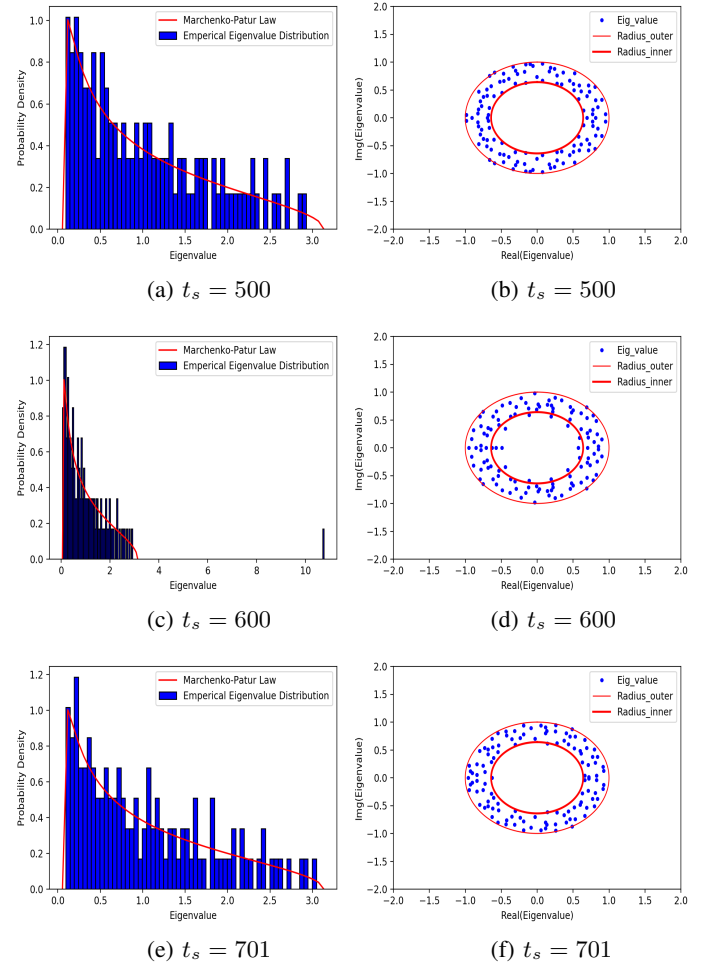 Marchenko-Patur Law
Emperical Eigenvalue Distribution
Probability Density
1.0
0.8
0.6
0.4
0.2
0.0
0.0 0.5 1.0 1.5 2.0 2.5 3.0
Eigenvalue
(a) t_s = 500
Eig_value
Radius_outer
Radius_inner
Img(Eigenvalue)
2.0
1.5
1.0
0.5
0.0
−0.5
−1.0
−1.5
−2.0
−2.0 −1.5 −1.0 −0.5 0.0 0.5 1.0 1.5 2.0
Real(Eigenvalue)
(b) t_s = 500
Marchenko-Patur Law
Emperical Eigenvalue Distribution
Probability Density
1.2
1.0
0.8
0.6
0.4
0.2
0.0
0 2 4 6 8 10
Eigenvalue
(c) t_s = 600
Eig_value
Radius_outer
Radius_inner
Img(Eigenvalue)
2.0
1.5
1.0
0.5
0.0
−0.5
−1.0
−1.5
−2.0
−2.0 −1.5 −1.0 −0.5 0.0 0.5 1.0 1.5 2.0
Real(Eigenvalue)
(d) t_s = 600
Marchenko-Patur Law
Emperical Eigenvalue Distribution
Probability Density
1.2
1.0
0.8
0.6
0.4
0.2
0.0
0.0 0.5 1.0 1.5 2.0 2.5 3.0
Eigenvalue
(e) t_s = 701
Eig_value
Radius_outer
Radius_inner
Img(Eigenvalue)
2.0
1.5
1.0
0.5
0.0
−0.5
−1.0
−1.5
−2.0
−2.0 −1.5 −1.0 −0.5 0.0 0.5 1.0 1.5 2.0
Real(Eigenvalue)
(f) t_s = 701